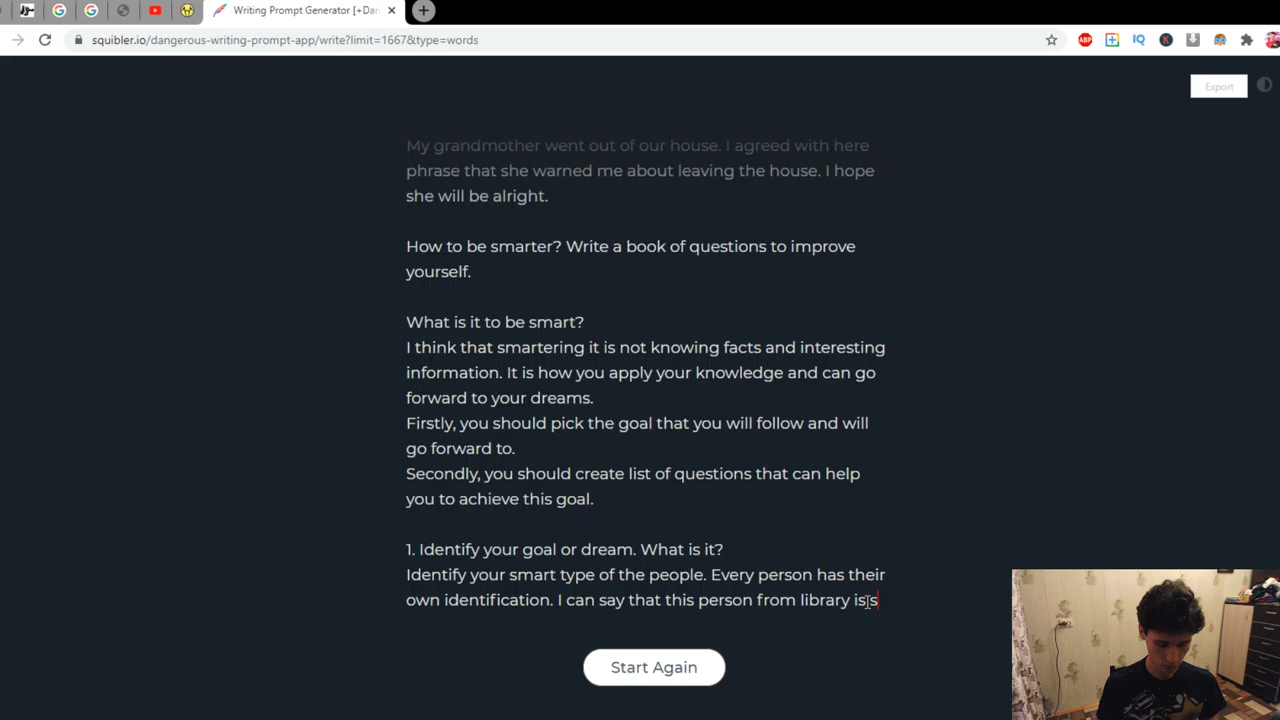 Writing Prompt Generator [+Dan
squibler.io/dangerous-writing-prompt-app/write?limit=1667&type=words
ABP
IQ
K
Export
My grandmother went out of our house. I agreed with here
phrase that she warned me about leaving the house. I hope
she will be alright.
How to be smarter? Write a book of questions to improve
yourself.
What is it to be smart?
I think that smartering it is not knowing facts and interesting
information. It is how you apply your knowledge and can go
forward to your dreams.
Firstly, you should pick the goal that you will follow and will
go forward to.
Secondly, you should create list of questions that can help
you to achieve this goal.
1. Identify your goal or dream. What is it?
Identify your smart type of the people. Every person has their
own identification. I can say that this person from library is s
Start Again